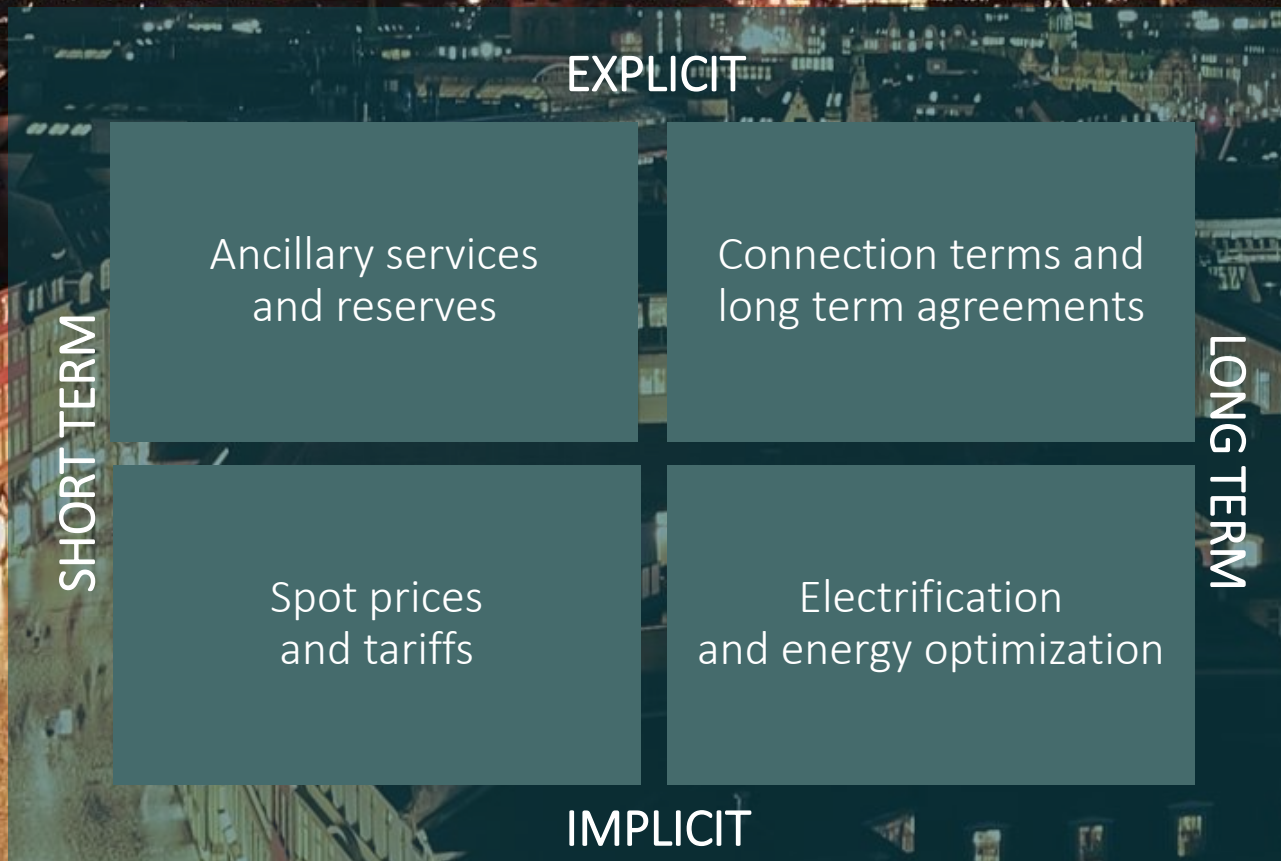 EXPLICIT
Ancillary services
and reserves
Connection terms and
long term agreements
SHORT TERM
LONG TERM
Spot prices
and tariffs
Electrification
and energy optimization
IMPLICIT